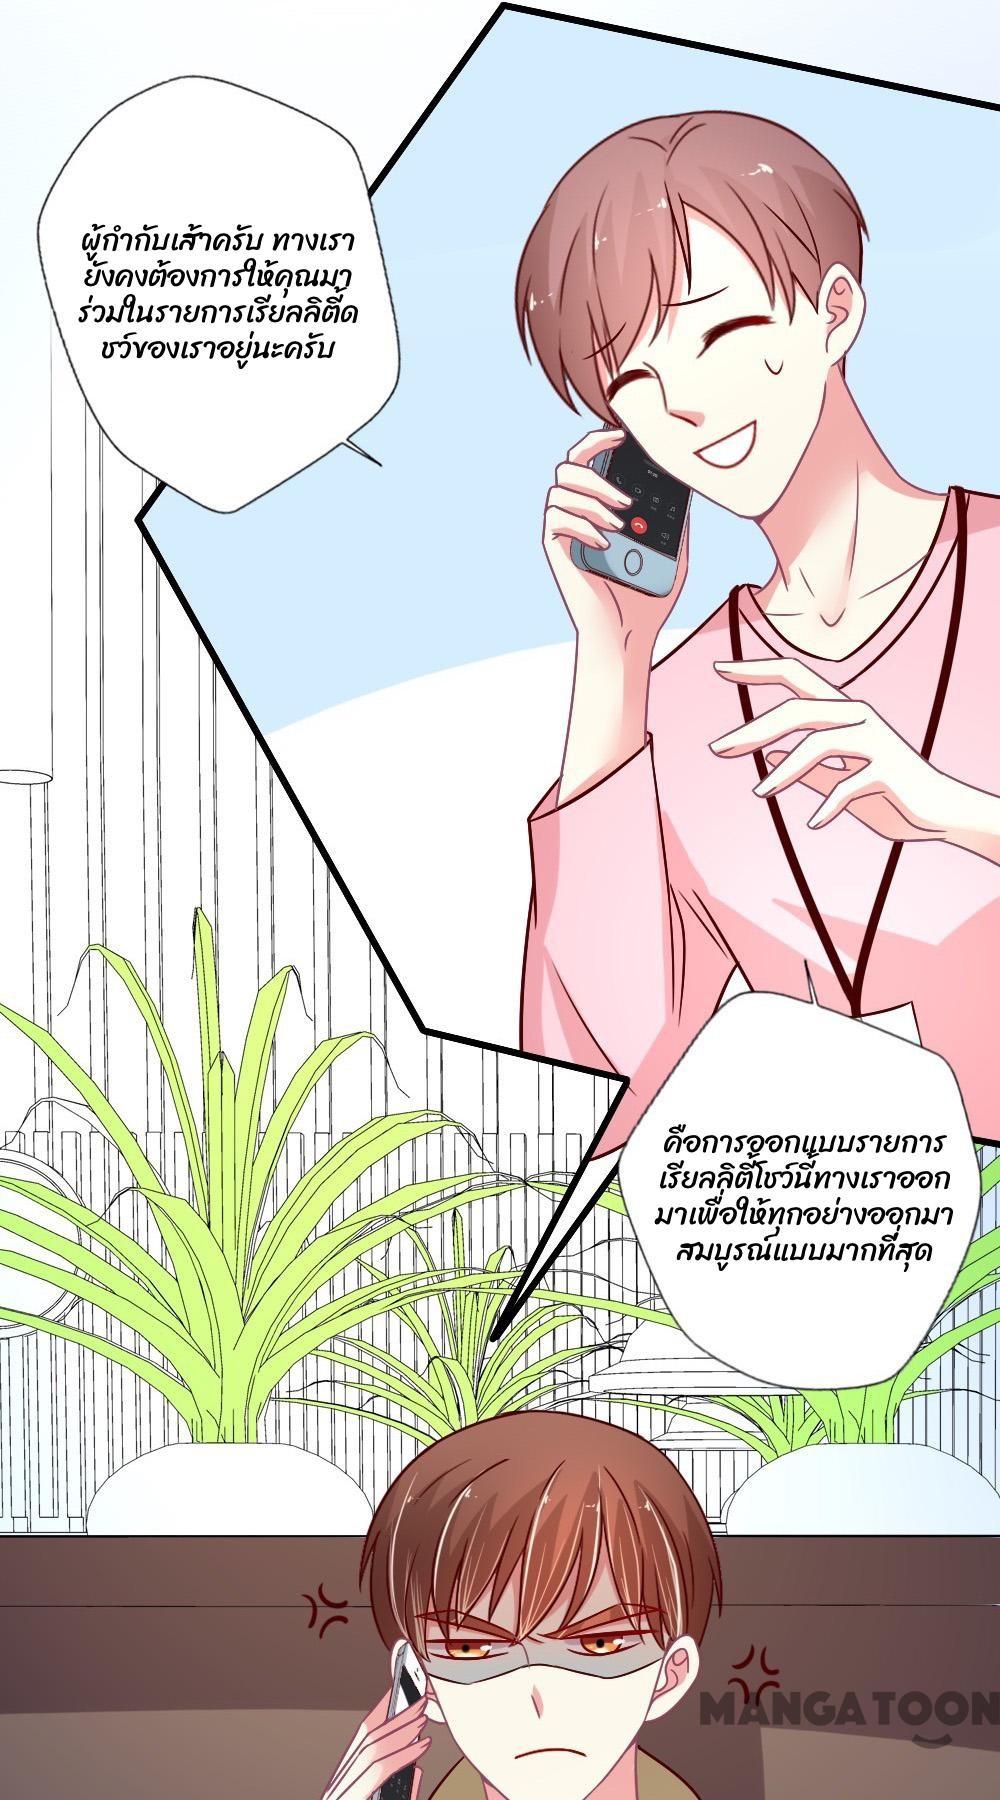 ผู้กำกับเส้าครับ ทางเรา
ยังคงต้องการให้คุณมา
ร่วมในรายการเรียลลิตี้ด
ชว์ของเราอยู่นะครับ
คือการออกแบบรายการ
เรียลลิตี้โชว์นี้ทางเราออก
มาเพื่อให้ทุกอย่างออกมา
สมบูรณ์แบบมากที่สุด
MANGATOON